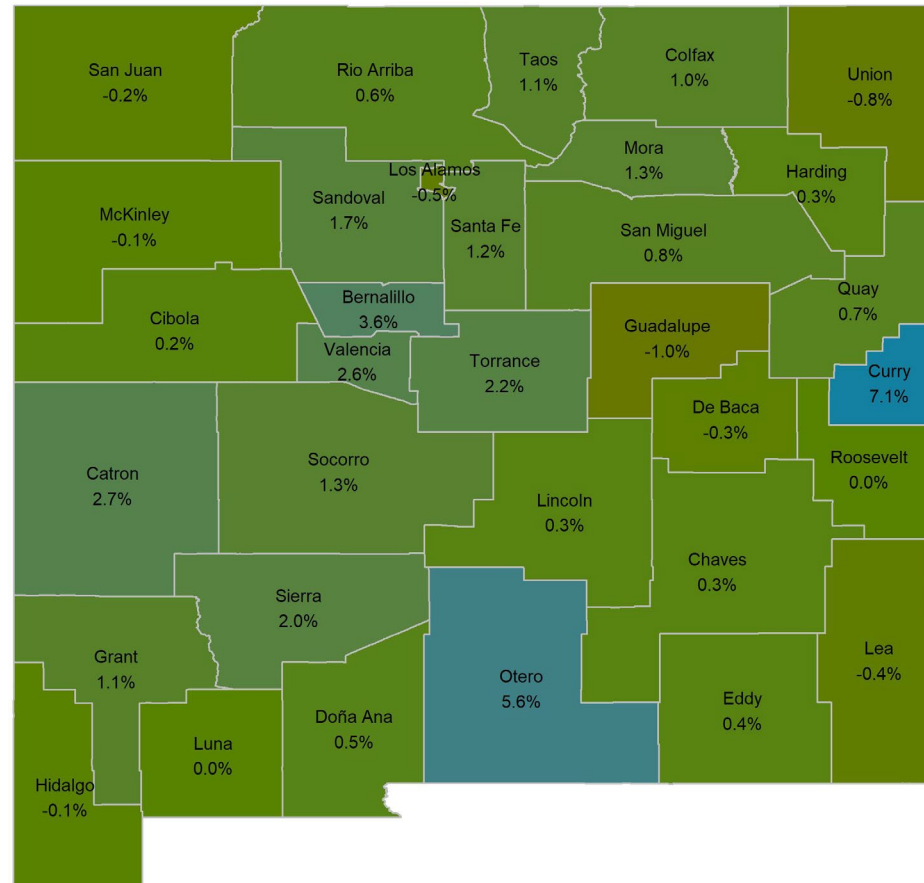 San Juan
-0.2%
Rio Arriba
0.6%
Taos
1.1%
Colfax
1.0%
Union
-0.8%
Los Alamos
-0.5%
Mora
1.3%
Harding
0.3%
McKinley
-0.1%
Sandoval
1.7%
Santa Fe
1.2%
San Miguel
0.8%
Quay
0.7%
Cibola
0.2%
Bernalillo
3.6%
Valencia
2.6%
Torrance
2.2%
Guadalupe
-1.0%
Curry
7.1%
De Baca
-0.3%
Roosevelt
0.0%
Catron
2.7%
Socorro
1.3%
Lincoln
0.3%
Chaves
0.3%
Sierra
2.0%
Grant
1.1%
Otero
5.6%
Lea
-0.4%
Eddy
0.4%
Doña Ana
0.5%
Luna
0.0%
Hidalgo
-0.1%